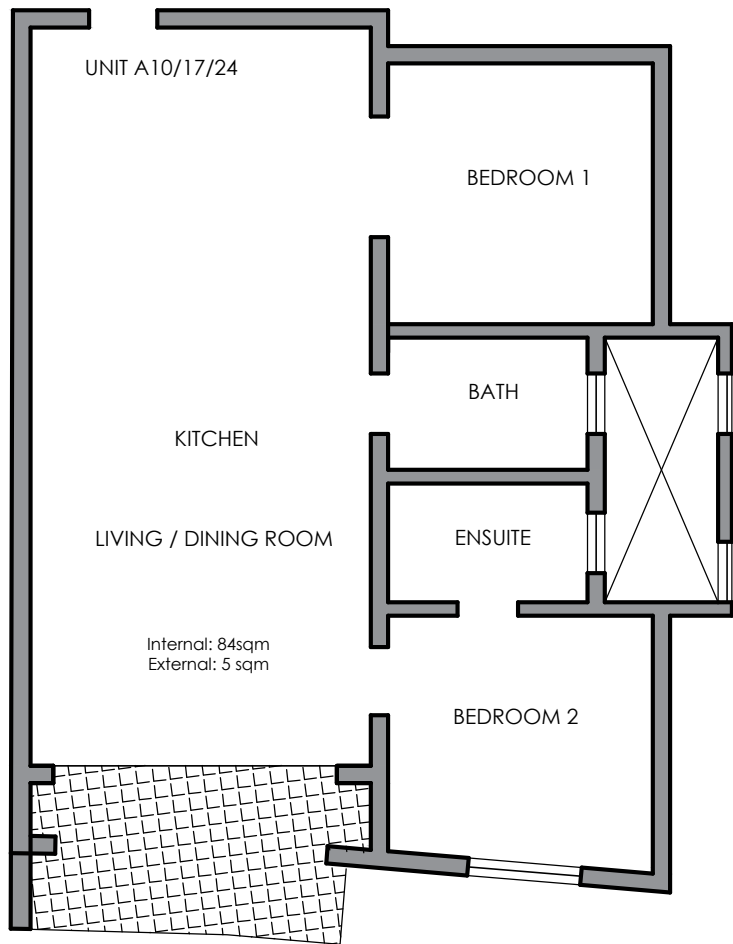 UNIT A10/17/24
BEDROOM 1
BATH
KITCHEN
ENSUITE
LIVING / DINING ROOM
Internal: 84sqm
External: 5 sqm
BEDROOM 2